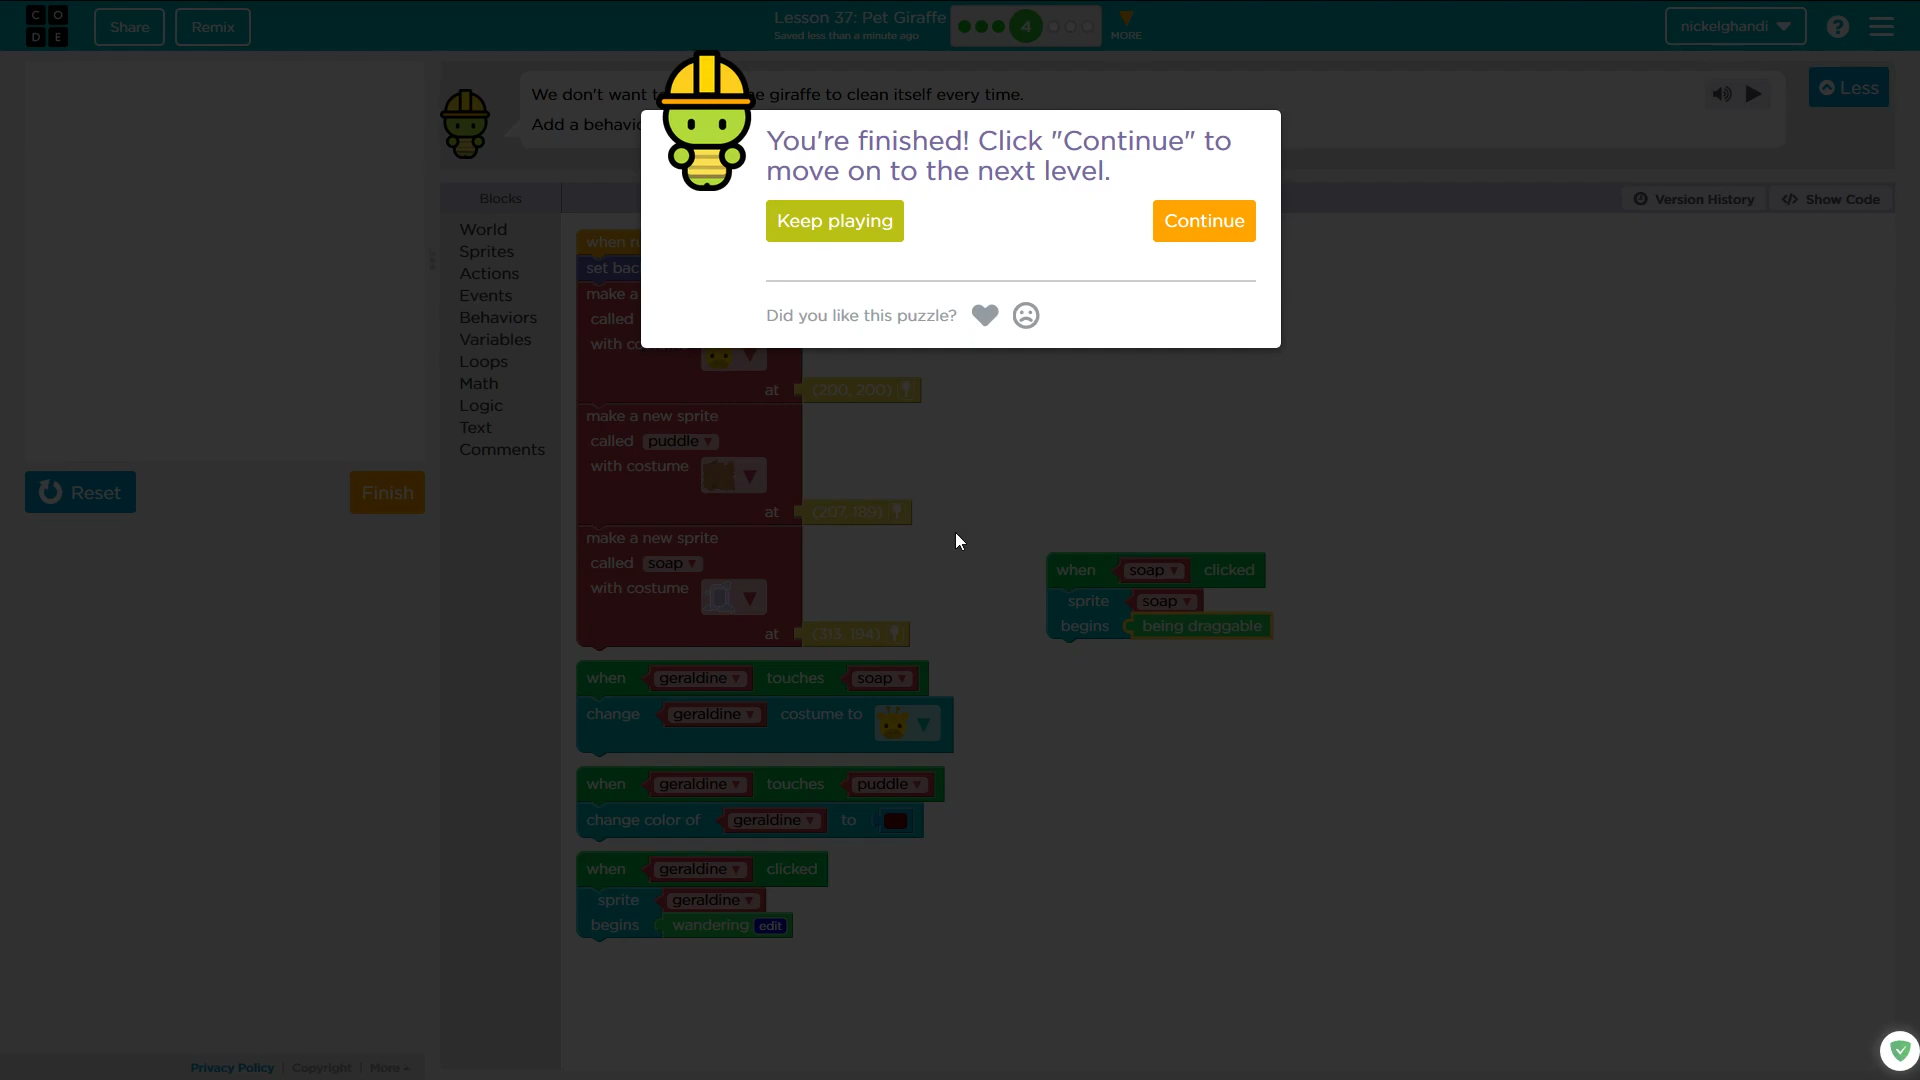 C O
D E
Share
Remix
Lesson 37: Pet Giraffe
Saved less than a minute ago
4
MORE
nickelghandi
?
We don't want t
e giraffe to clean itself every time.
Add a behavio
Less
You're finished! Click "Continue" to
move on to the next level.
Keep playing
Continue
Did you like this puzzle?
Blocks
Version History
</> Show Code
World
Sprites
Actions
Events
Behaviors
Variables
Loops
Math
Logic
Text
Comments
Reset
Finish
when r
set bac
make a
called
with co
at (200, 200)
make a new sprite
called puddle
with costume
at (207, 189)
make a new sprite
called soap
with costume
at (313, 194)
when soap clicked
sprite soap
begins being draggable
when geraldine touches soap
change geraldine costume to
when geraldine touches puddle
change color of geraldine to
when geraldine clicked
sprite geraldine
begins wandering edit
Privacy Policy | Copyright | More